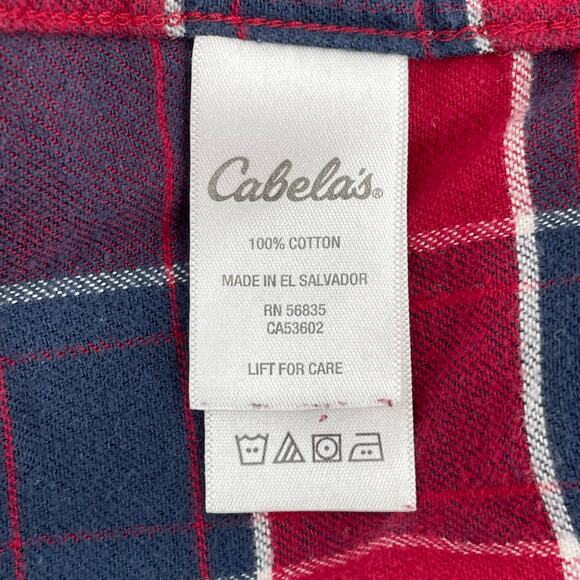 Cabela's®
100% COTTON
MADE IN EL SALVADOR
RN 56835
CA53602
LIFT FOR CARE